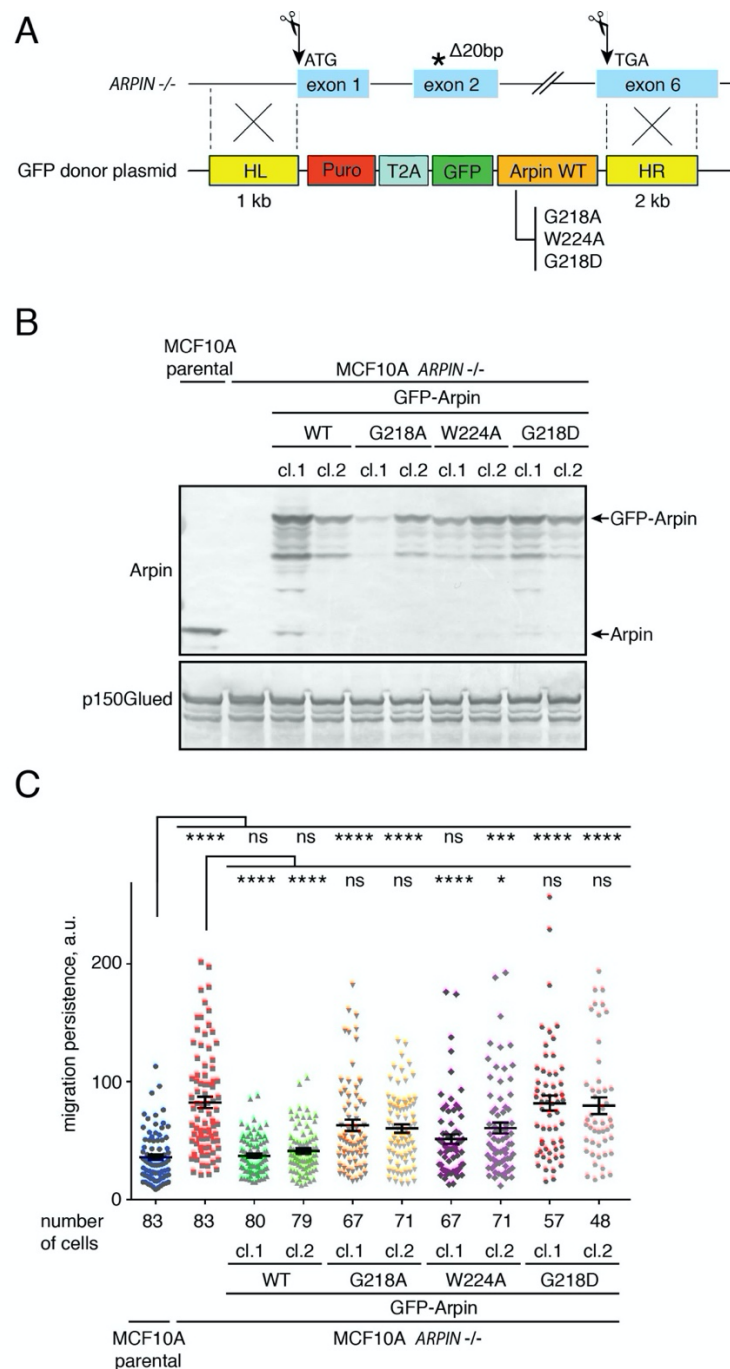 A
ATG
* Δ20bp
TGA
ARPIN -/-
exon 1
exon 2
exon 6
GFP donor plasmid
HL
Puro
T2A
GFP
Arpin WT
HR
1 kb
2 kb
G218A
W224A
G218D
B
MCF10A
parental
MCF10A ARPIN -/-
GFP-Arpin
WT G218A W224A G218D
cl.1 cl.2 cl.1 cl.2 cl.1 cl.2 cl.1 cl.2
Arpin
GFP-Arpin
Arpin
p150Glued
C
**** ns ns **** **** ns *** **** ****
**** **** ns ns **** * ns ns
migration persistence, a.u.
200
100
0
number
of cells
83 83 80 79 67 71 67 71 57 48
cl.1 cl.2 cl.1 cl.2 cl.1 cl.2 cl.1 cl.2
WT G218A W224A G218D
GFP-Arpin
MCF10A
parental
MCF10A ARPIN -/-